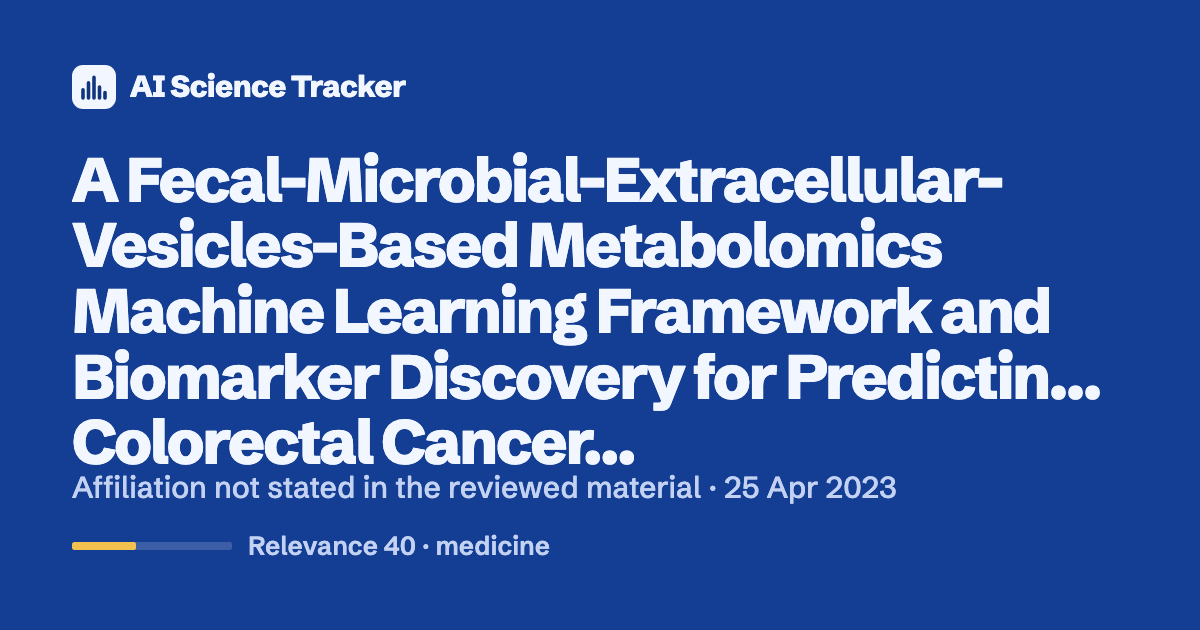 AI Science Tracker
A Fecal-Microbial-Extracellular-
Vesicles-Based Metabolomics
Machine Learning Framework and
Biomarker Discovery for Predictin...
Colorectal Cancer...
Affiliation not stated in the reviewed material · 25 Apr 2023
Relevance 40 · medicine